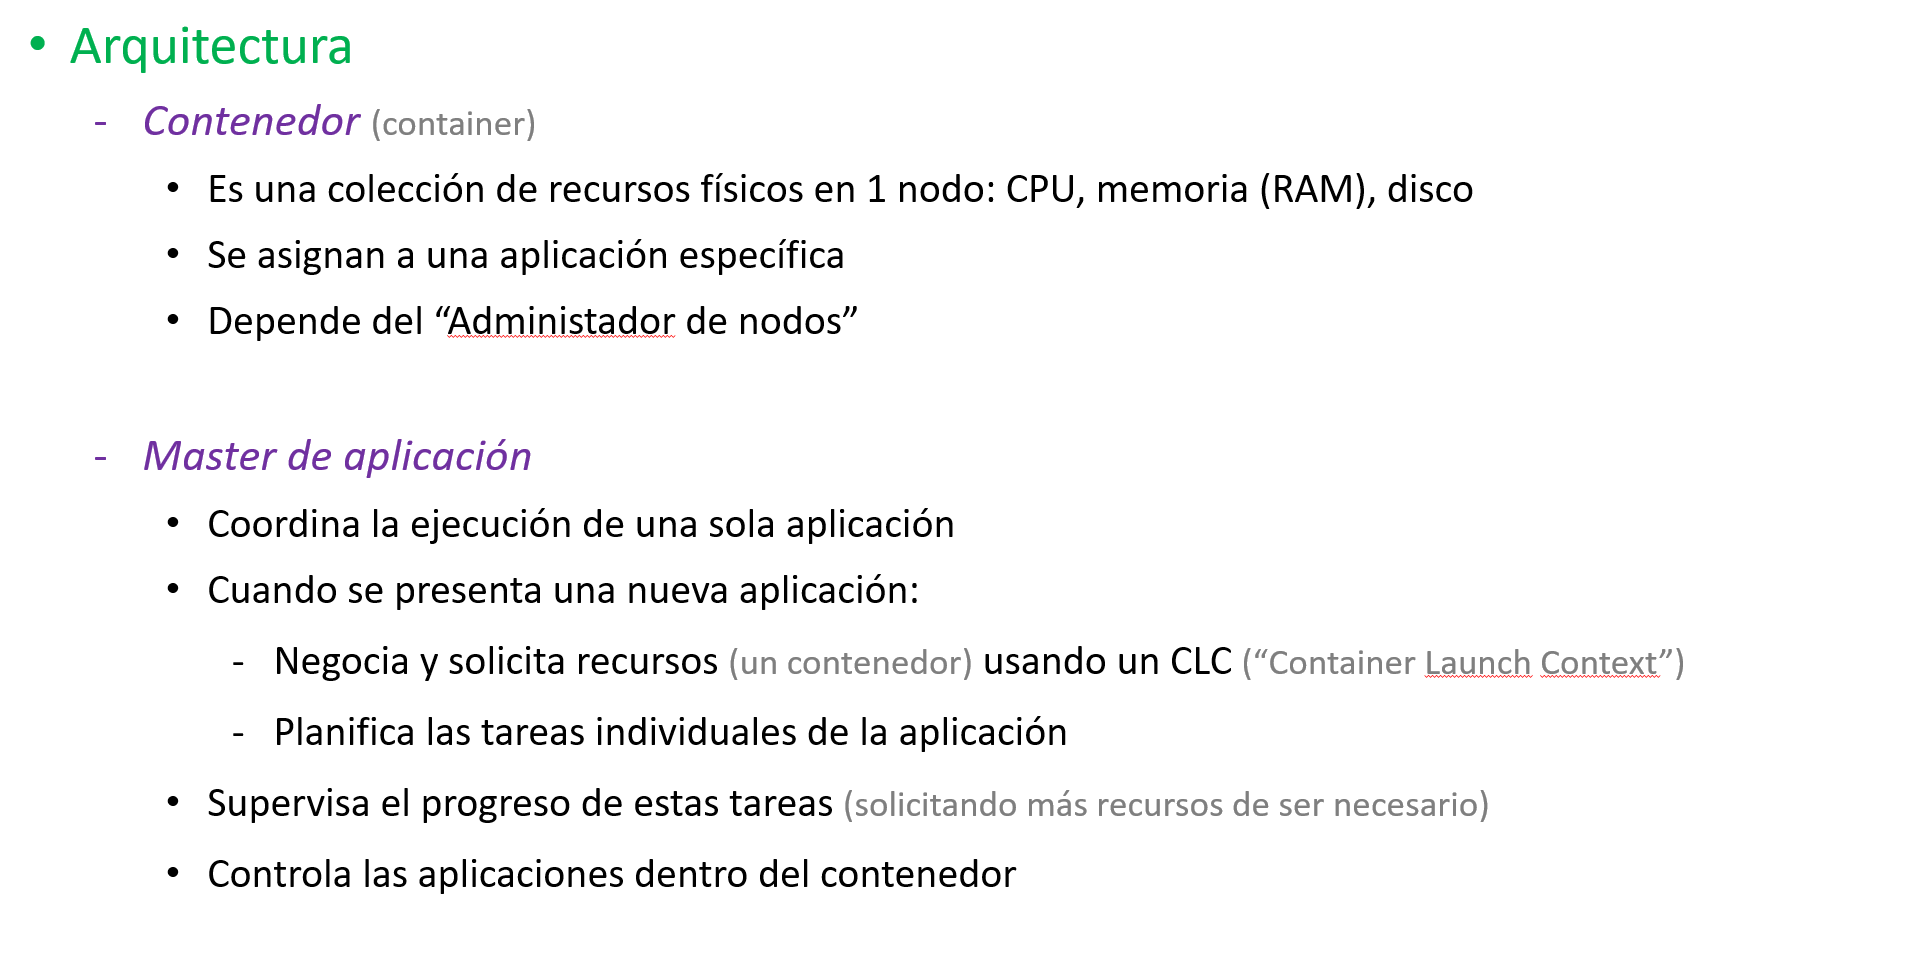 • Arquitectura
- Contenedor (container)
• Es una colección de recursos físicos en 1 nodo: CPU, memoria (RAM), disco
• Se asignan a una aplicación específica
• Depende del “Administador de nodos”
- Master de aplicación
• Coordina la ejecución de una sola aplicación
• Cuando se presenta una nueva aplicación:
- Negocia y solicita recursos (un contenedor) usando un CLC (“Container Launch Context”)
- Planifica las tareas individuales de la aplicación
• Supervisa el progreso de estas tareas (solicitando más recursos de ser necesario)
• Controla las aplicaciones dentro del contenedor